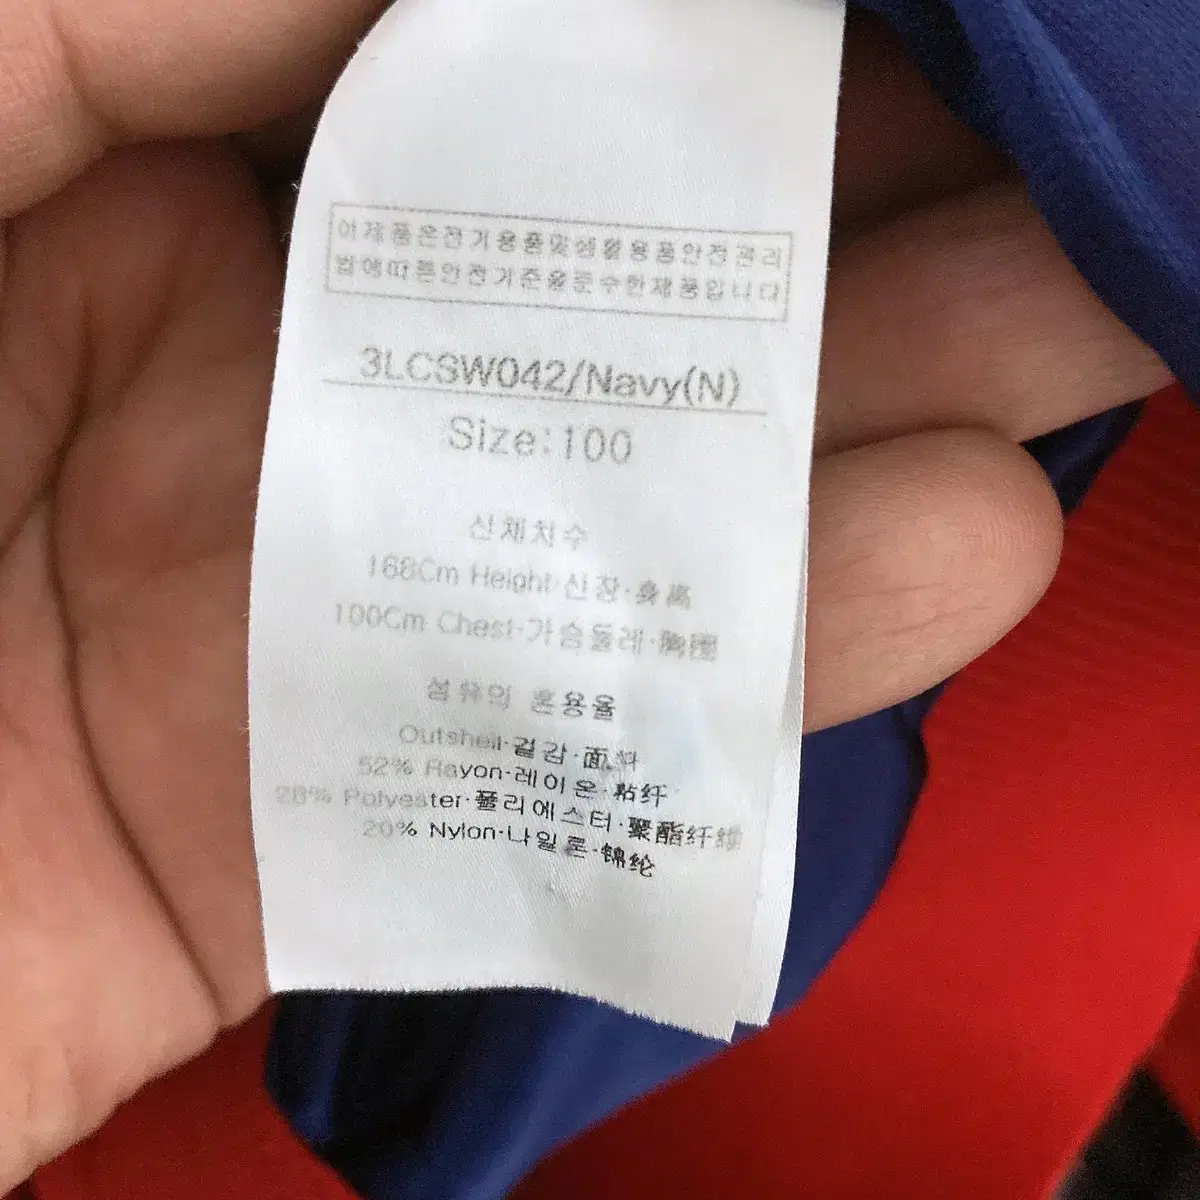 이제품은전기용품및생활용품안전관리
법에따른안전기준을준수한제품입니다
3LCSW042/Navy(N)
Size:100
신체치수
168Cm Height·신장·身高
100Cm Chest·가슴둘레·胸围
섬유의 혼용율
Outshell·겉감·面料
52% Rayon·레이온·粘纤
28% Polyester·폴리에스터·聚酯纤维
20% Nylon·나일론·锦纶